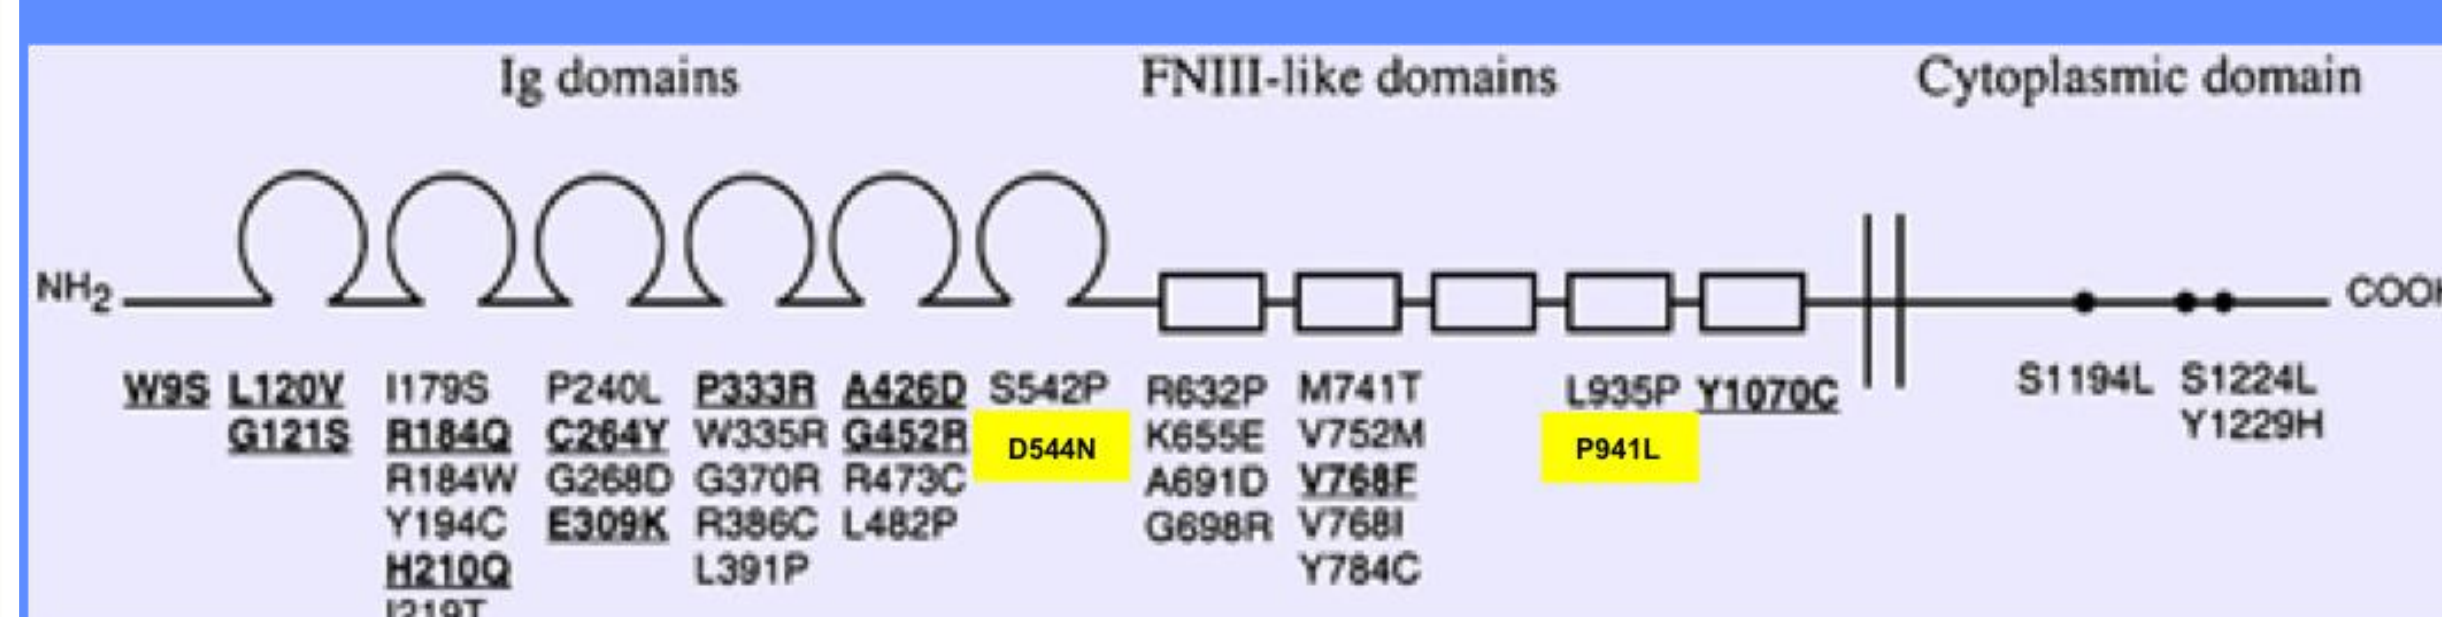 Ig domains FNIII-like domains Cytoplasmic domain
NH2 COOH
W9S L120V I179S P240L P333R A426D S542P R632P M741T L935P Y1070C S1194L S1224L
G121S R184Q C264Y W335R G452R D544N K655E V752M P941L Y1229H
R184W G268D G370R R473C A691D V768F
Y194C E309K R386C L482P G698R V768I
H210Q L391P Y784C
I219T